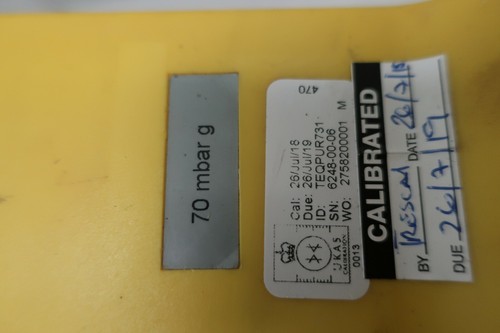 70 mbar g
470
Cal: 26/Jul/18
Due: 26/Jul/19
ID: TEQPUR731
SN: 6248-00-06
WO: 2758200001 M
UKAS
CALIBRATION
0013
CALIBRATED
BY Trescal DATE 26/7/18
DUE 26/7/19